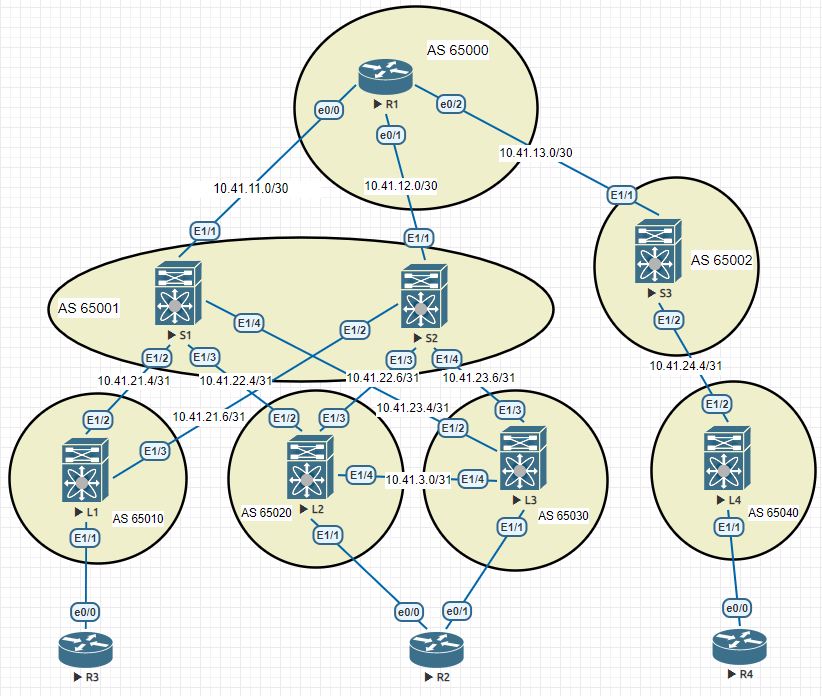 AS 65000
R1
e0/0
e0/2
e0/1
10.41.13.0/30
10.41.11.0/30
10.41.12.0/30
E1/1
E1/1
E1/1
AS 65002
S3
AS 65001
E1/4
E1/2
E1/2
S1
S2
E1/2
E1/3
E1/3
E1/4
10.41.24.4/31
10.41.21.4/31
10.41.22.4/31
10.41.22.6/31
10.41.23.6/31
10.41.21.6/31
10.41.23.4/31
E1/2
E1/2
E1/3
E1/3
E1/2
E1/2
E1/3
E1/4
10.41.3.0/31
E1/4
L1
AS 65010
L2
AS 65020
L3
AS 65030
L4
AS 65040
E1/1
E1/1
E1/1
E1/1
e0/0
e0/0
e0/1
e0/0
R3
R2
R4